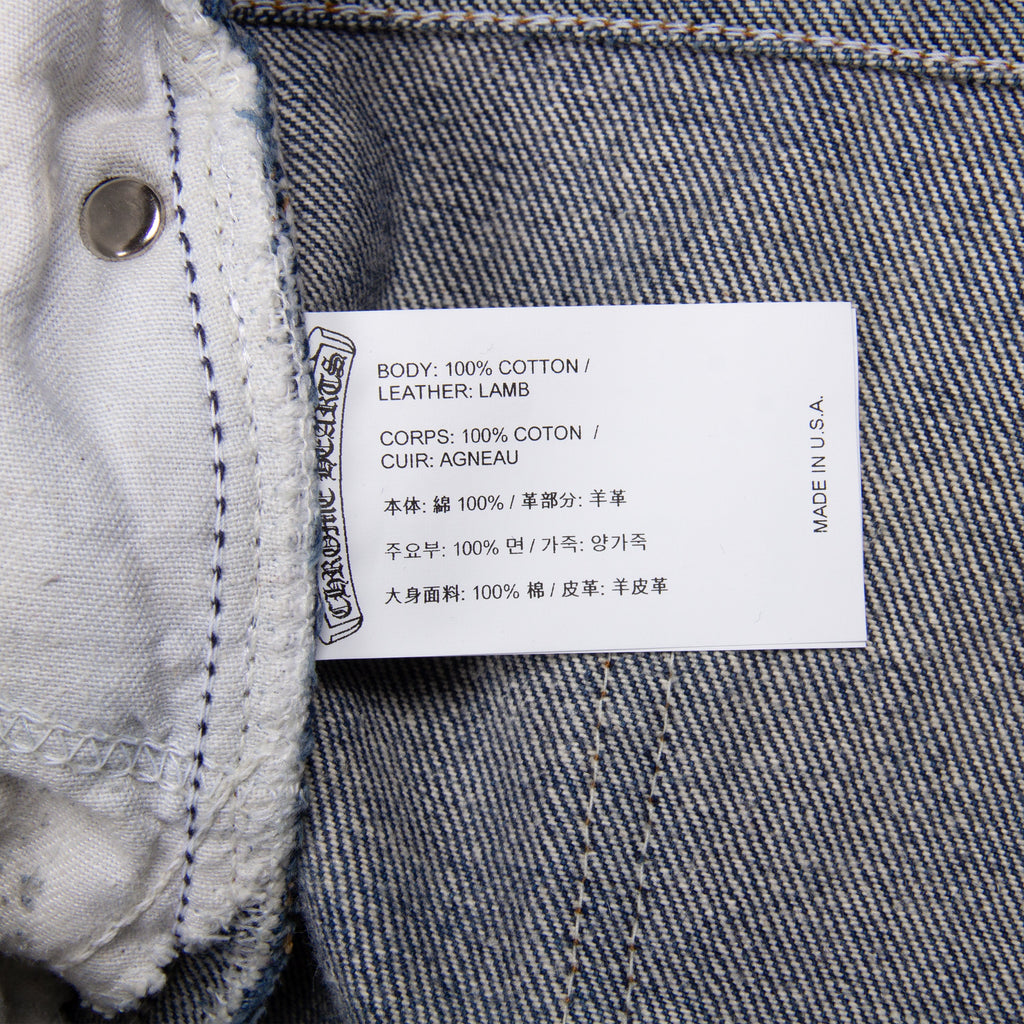 CHROME HEARTS
BODY: 100% COTTON /
LEATHER: LAMB
CORPS: 100% COTON /
CUIR: AGNEAU
本体: 綿 100% / 革部分: 羊革
주요부: 100% 면 / 가죽: 양가죽
大身面料: 100% 棉 / 皮革: 羊皮革
MADE IN U.S.A.